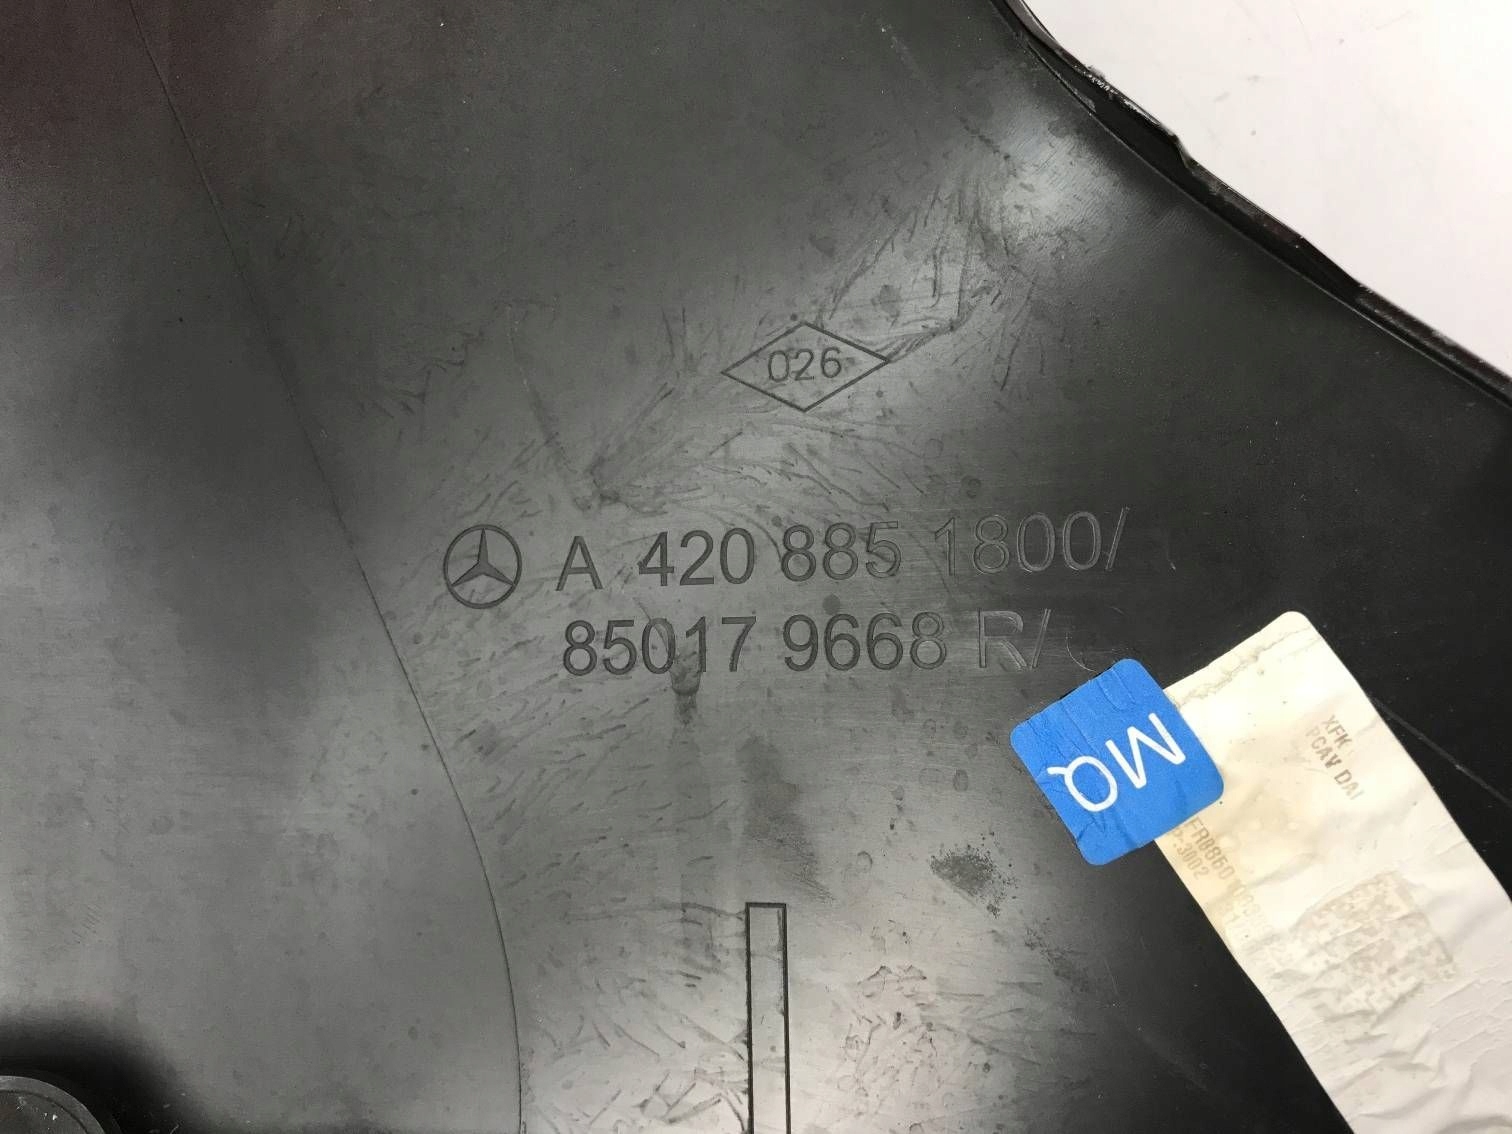 026
A 420 885 1800/
85017 9668 R/
MQ
XFK
PCAV DAI